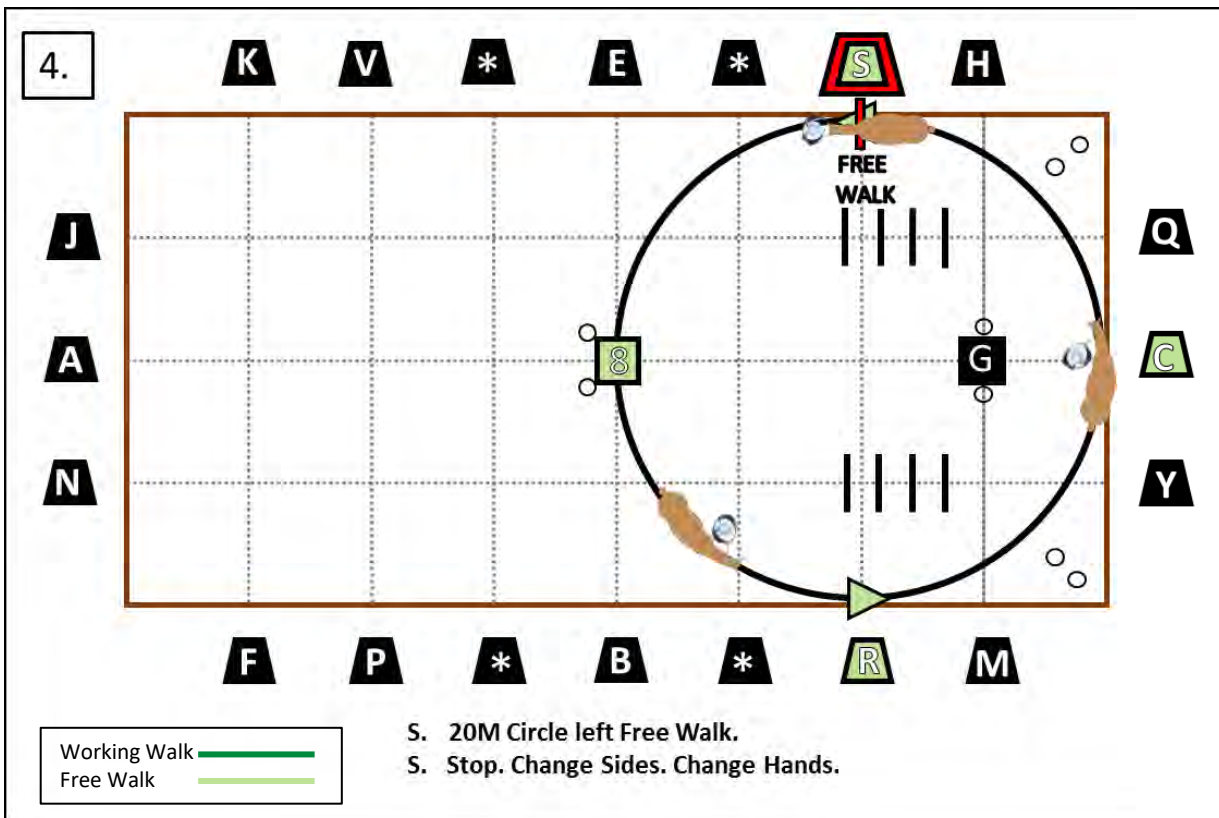 4.
K V * E * S H
FREE
WALK
J Q
A 8 G C
N Y
F P * B * R M
S. 20M Circle left Free Walk.
S. Stop. Change Sides. Change Hands.
Working Walk
Free Walk